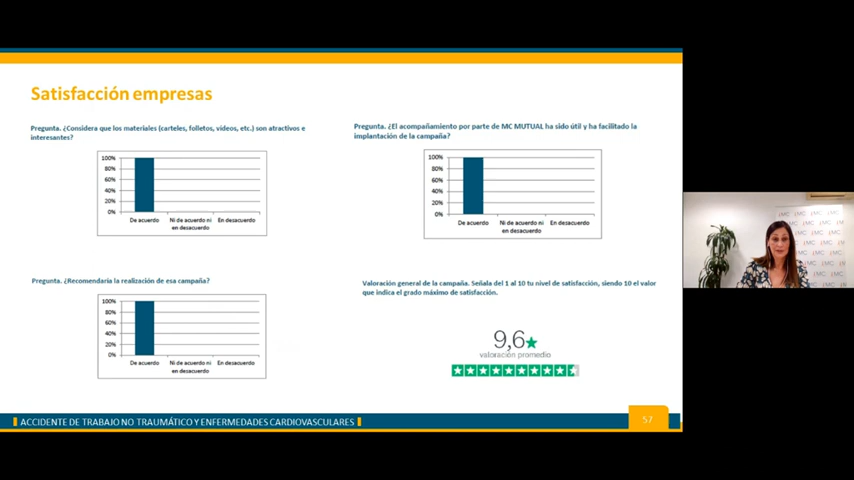 Satisfacción empresas
Pregunta. ¿Considera que los materiales (carteles, folletos, vídeos, etc.) son atractivos e
interesantes?
100%
80%
60%
40%
20%
0%
De acuerdo
Ni de acuerdo ni
en desacuerdo
En desacuerdo
Pregunta. ¿El acompañamiento por parte de MC MUTUAL ha sido útil y ha facilitado la
implantación de la campaña?
100%
80%
60%
40%
20%
0%
De acuerdo
Ni de acuerdo ni
en desacuerdo
En desacuerdo
Pregunta. ¿Recomendaría la realización de esa campaña?
100%
80%
60%
40%
20%
0%
De acuerdo
Ni de acuerdo ni
en desacuerdo
En desacuerdo
Valoración general de la campaña. Señala del 1 al 10 tu nivel de satisfacción, siendo 10 el valor
que indica el grado máximo de satisfacción.
9,6
valoración promedio
ACCIDENTE DE TRABAJO NO TRAUMÁTICO Y ENFERMEDADES CARDIOVASCULARES
57
MC